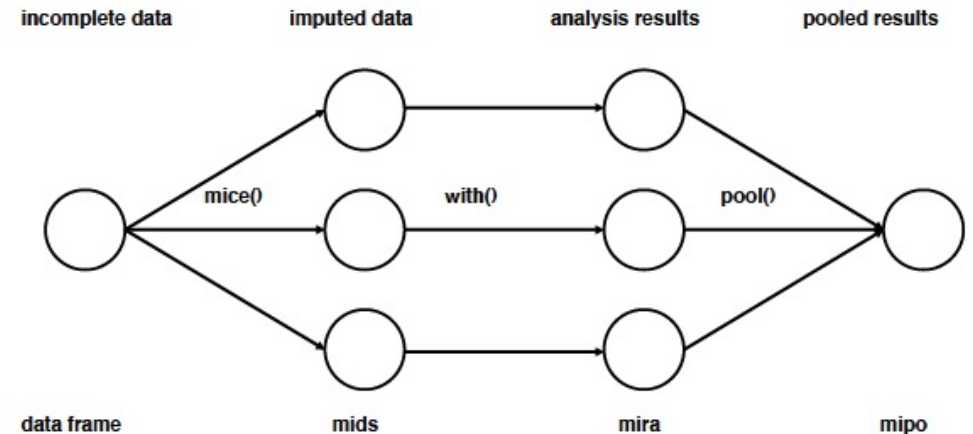 incomplete data imputed data analysis results pooled results
mice() with() pool()
data frame mids mira mipo